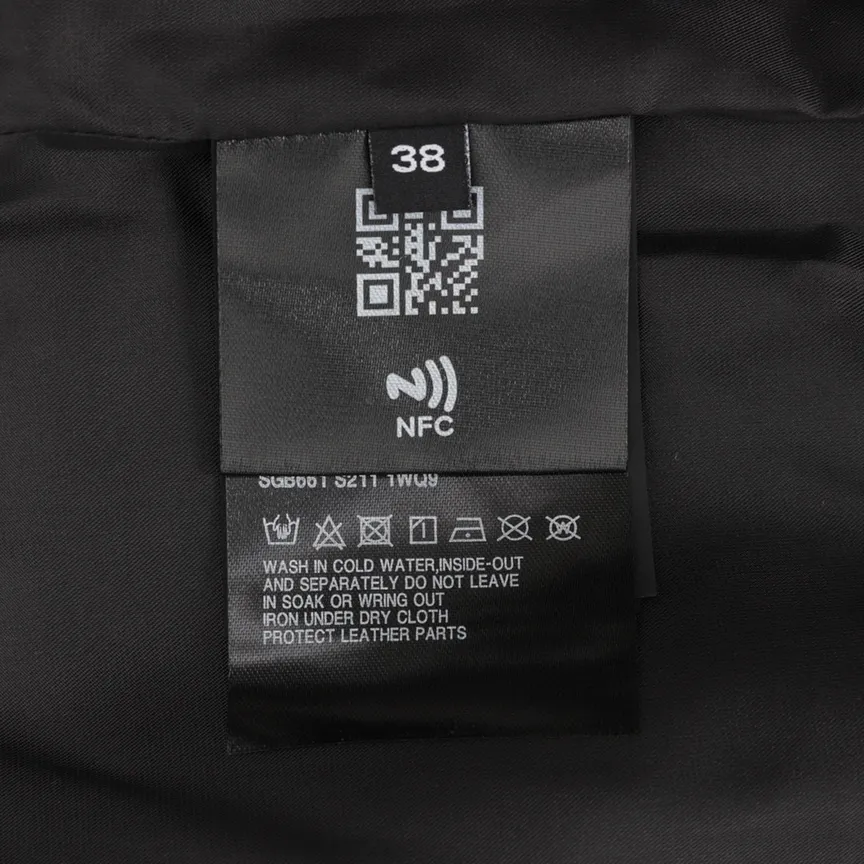 38
NFC
SGB661 S211 1WQ9
WASH IN COLD WATER,INSIDE-OUT
AND SEPARATELY DO NOT LEAVE
IN SOAK OR WRING OUT
IRON UNDER DRY CLOTH
PROTECT LEATHER PARTS